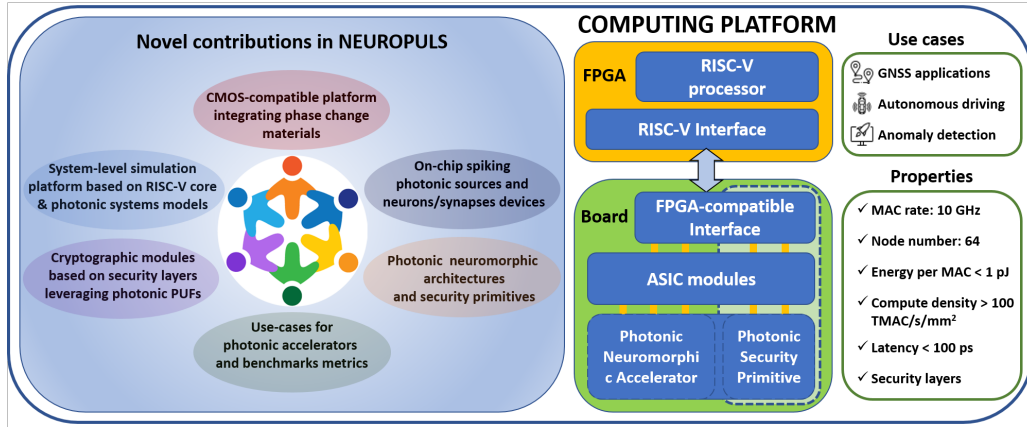 Novel contributions in NEUROPULS
CMOS-compatible platform
integrating phase change
materials
System-level simulation
platform based on RISC-V core
& photonic systems models
On-chip spiking
photonic sources and
neurons/synapses devices
Cryptographic modules
based on security layers
leveraging photonic PUFs
Photonic neuromorphic
architectures
and security primitives
Use-cases for
photonic accelerators
and benchmarks metrics
COMPUTING PLATFORM
FPGA
RISC-V
processor
RISC-V Interface
Board
FPGA-compatible
Interface
ASIC modules
Photonic
Neuromorphi
c Accelerator
Photonic
Security
Primitive
Use cases
GNSS applications
Autonomous driving
Anomaly detection
Properties
✓ MAC rate: 10 GHz
✓ Node number: 64
✓ Energy per MAC < 1 pJ
✓ Compute density > 100
TMAC/s/mm²
✓ Latency < 100 ps
✓ Security layers